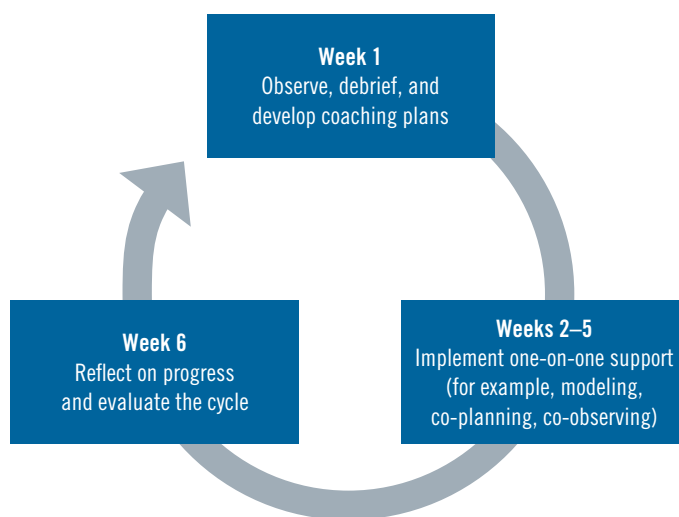 Week 1
Observe, debrief, and
develop coaching plans
Weeks 2–5
Implement one-on-one support
(for example, modeling,
co-planning, co-observing)
Week 6
Reflect on progress
and evaluate the cycle